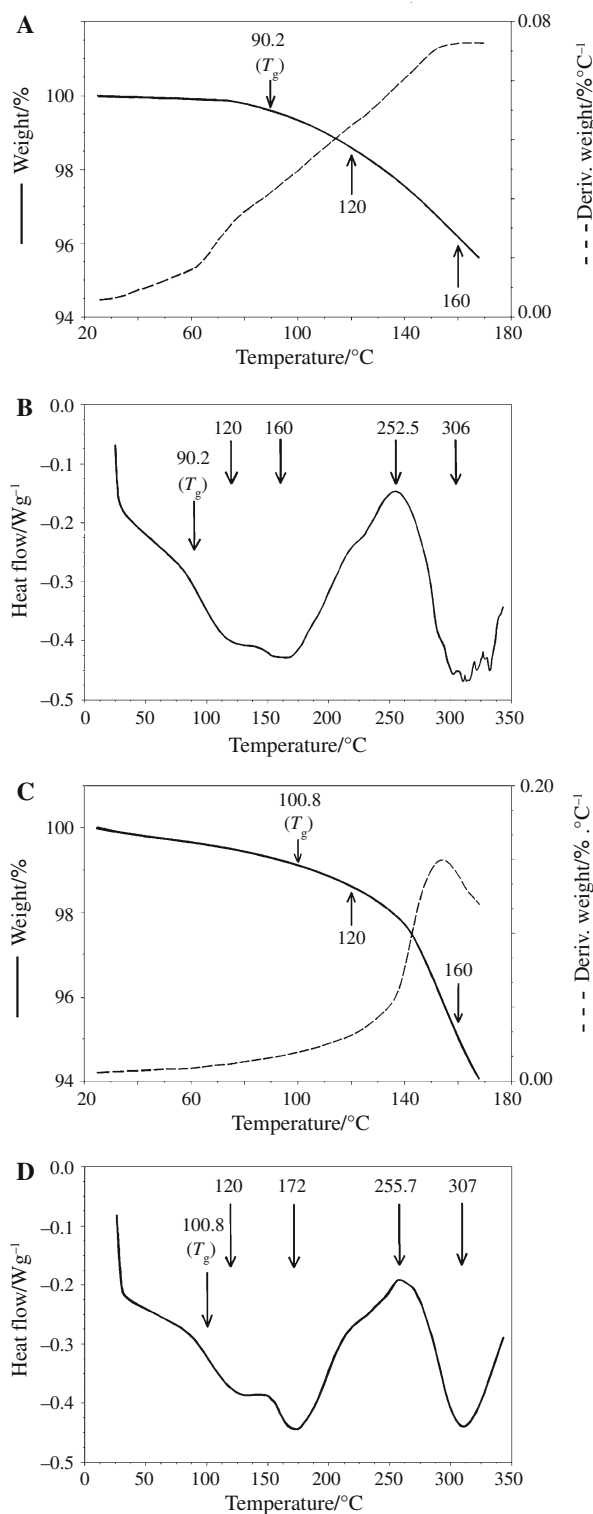 A
90.2
(Tg)
120
160
Weight/%
100
98
96
94
0.08
0.00
Deriv. weight/%°C⁻¹
20 60 100 140 180
Temperature/°C
B
0.0
–0.1
–0.2
–0.3
–0.4
–0.5
Heat flow/Wg⁻¹
120 160 252.5 306
90.2
(Tg)
0 50 100 150 200 250 300 350
Temperature/°C
C
100.8
(Tg)
120
160
Weight/%
100
98
96
94
0.20
0.00
Deriv. weight/% .°C⁻¹
20 60 100 140 180
Temperature/°C
D
0.0
–0.1
–0.2
–0.3
–0.4
–0.5
Heat flow/Wg⁻¹
120 172 255.7 307
100.8
(Tg)
0 50 100 150 200 250 300 350
Temperature/°C